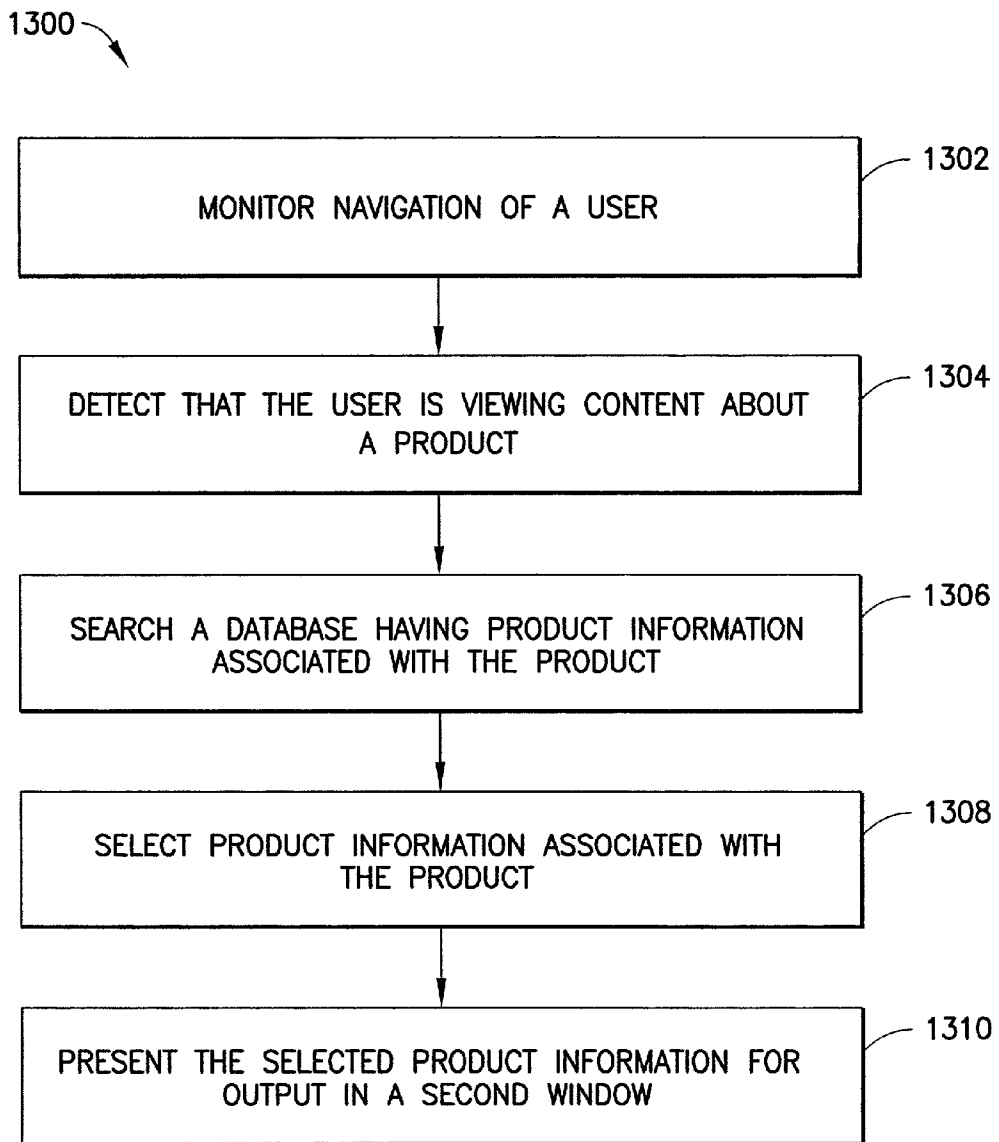 1300
MONITOR NAVIGATION OF A USER
1302
DETECT THAT THE USER IS VIEWING CONTENT ABOUT
A PRODUCT
1304
SEARCH A DATABASE HAVING PRODUCT INFORMATION
ASSOCIATED WITH THE PRODUCT
1306
SELECT PRODUCT INFORMATION ASSOCIATED WITH
THE PRODUCT
1308
PRESENT THE SELECTED PRODUCT INFORMATION FOR
OUTPUT IN A SECOND WINDOW
1310